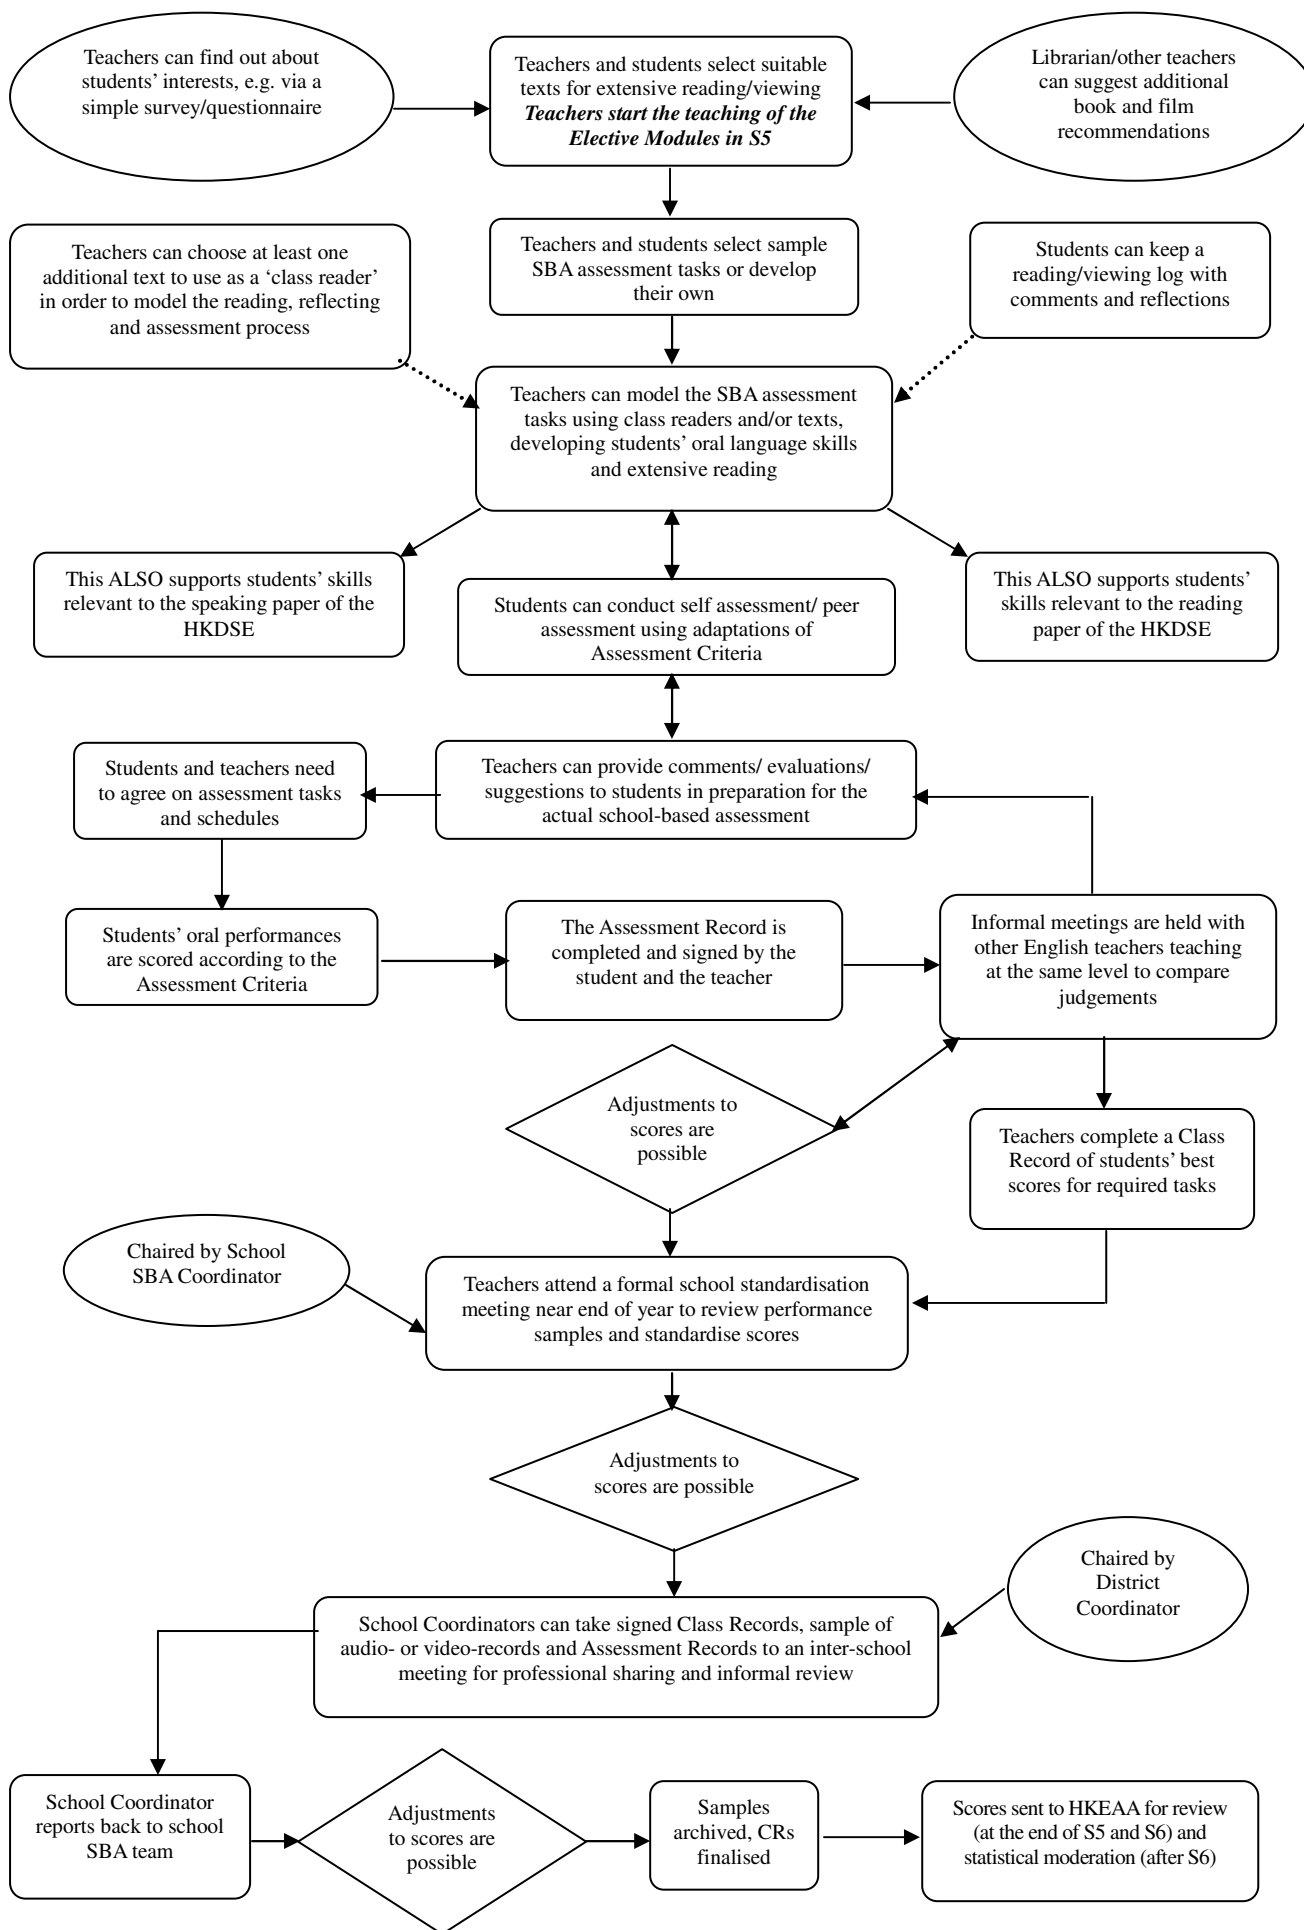 Teachers can find out about
students’ interests, e.g. via a
simple survey/questionnaire
Teachers and students select suitable
texts for extensive reading/viewing
Teachers start the teaching of the
Elective Modules in S5
Librarian/other teachers
can suggest additional
book and film
recommendations
Teachers can choose at least one
additional text to use as a ‘class reader’
in order to model the reading, reflecting
and assessment process
Teachers and students select sample
SBA assessment tasks or develop
their own
Students can keep a
reading/viewing log with
comments and reflections
Teachers can model the SBA assessment
tasks using class readers and/or texts,
developing students’ oral language skills
and extensive reading
This ALSO supports students’ skills
relevant to the speaking paper of the
HKDSE
Students can conduct self assessment/ peer
assessment using adaptations of
Assessment Criteria
This ALSO supports students’
skills relevant to the reading
paper of the HKDSE
Students and teachers need
to agree on assessment tasks
and schedules
Teachers can provide comments/ evaluations/
suggestions to students in preparation for the
actual school-based assessment
Students’ oral performances
are scored according to the
Assessment Criteria
The Assessment Record is
completed and signed by the
student and the teacher
Informal meetings are held with
other English teachers teaching
at the same level to compare
judgements
Adjustments to
scores are
possible
Teachers complete a Class
Record of students’ best
scores for required tasks
Chaired by School
SBA Coordinator
Teachers attend a formal school standardisation
meeting near end of year to review performance
samples and standardise scores
Adjustments to
scores are possible
Chaired by
District
Coordinator
School Coordinators can take signed Class Records, sample of
audio- or video-records and Assessment Records to an inter-school
meeting for professional sharing and informal review
School Coordinator
reports back to school
SBA team
Adjustments
to scores are
possible
Samples
archived, CRs
finalised
Scores sent to HKEAA for review
(at the end of S5 and S6) and
statistical moderation (after S6)